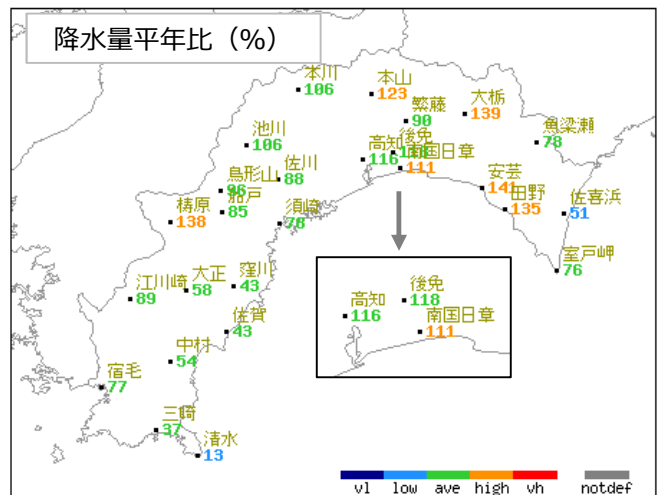 降水量平年比（%）
本川
106
本山
123
繁藤
90
大栃
139
魚梁瀬
78
池川
106
高知
116
後免
118
南国日章
111
佐川
88
鳥形山
96
船戸
85
安芸
141
田野
135
佐喜浜
51
梼原
138
須崎
78
室戸岬
76
江川崎
89
大正
58
窪川
43
佐賀
43
高知
116
後免
118
南国日章
111
中村
54
宿毛
77
三崎
37
清水
13
vl low ave high vh notdef